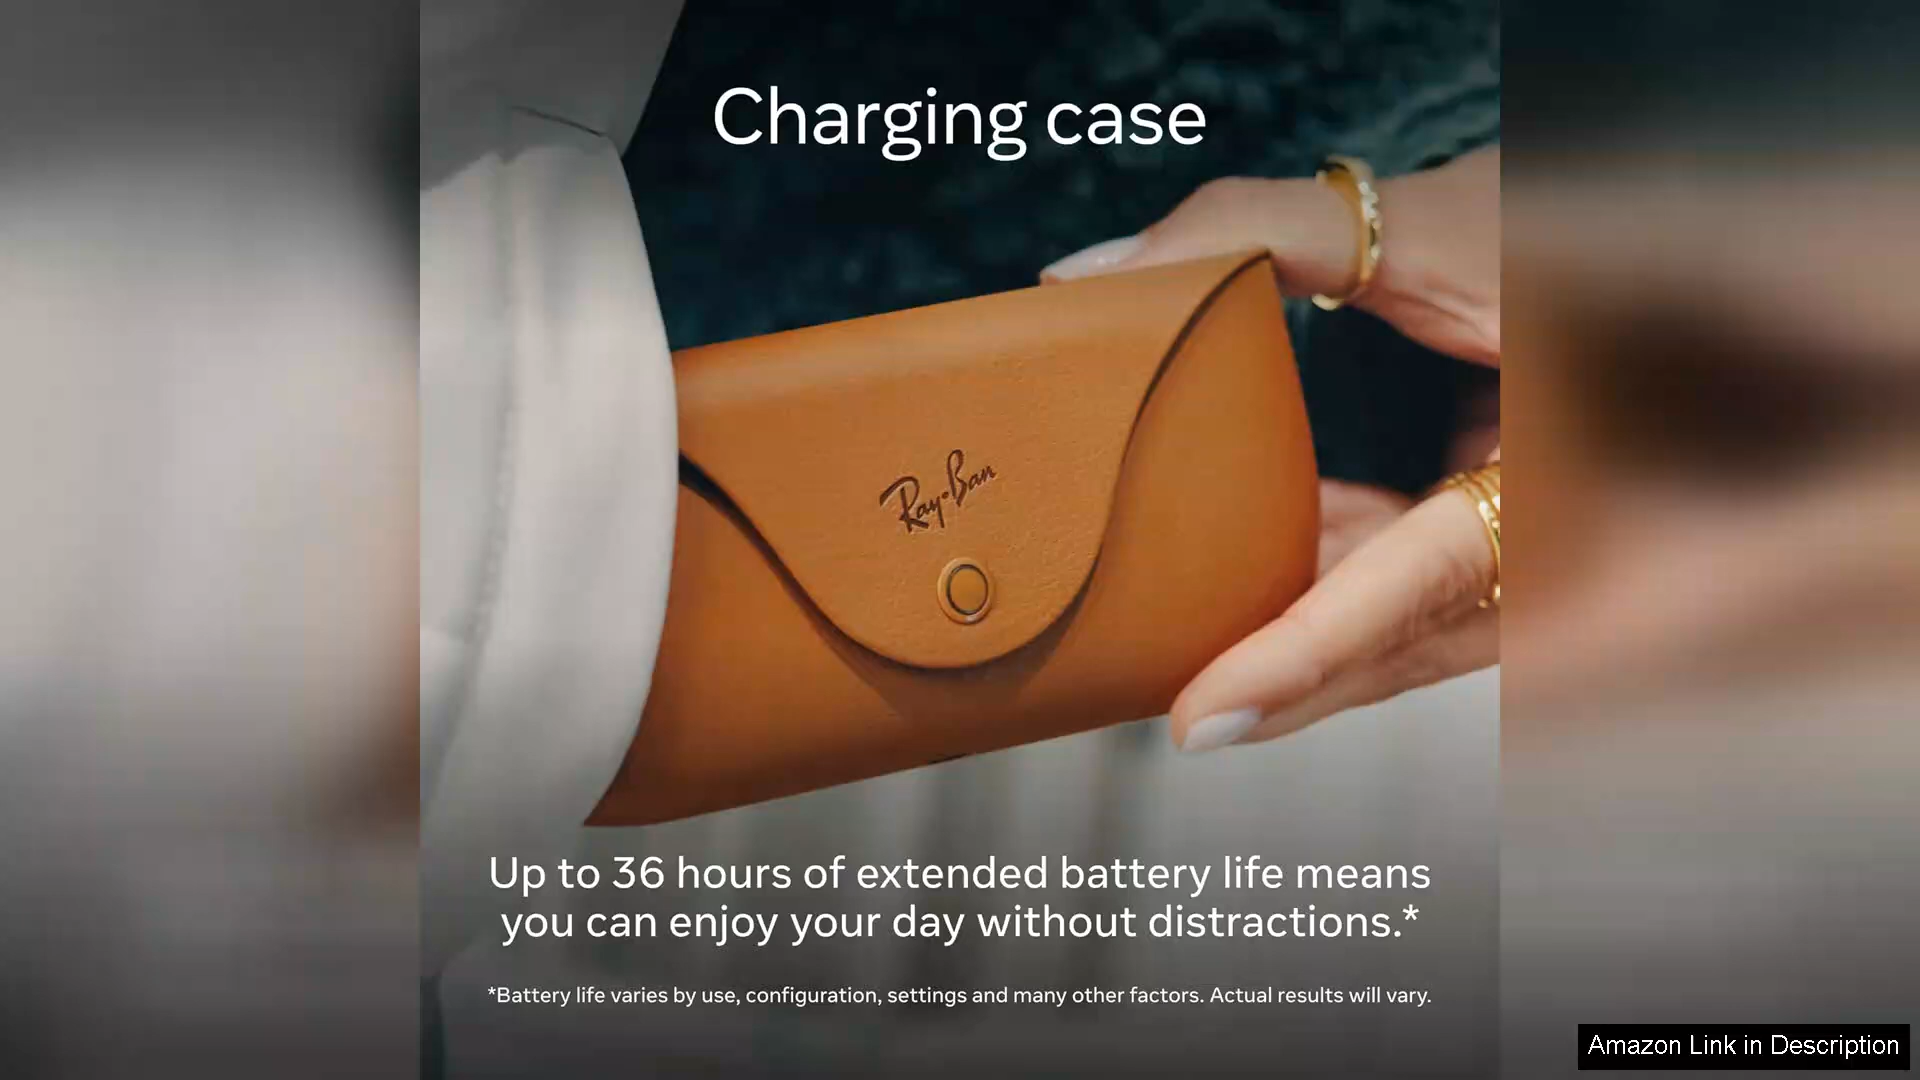 Charging case
Ray-Ban
Up to 36 hours of extended battery life means
you can enjoy your day without distractions.*
*Battery life varies by use, configuration, settings and many other factors. Actual results will vary.
Amazon Link in Description